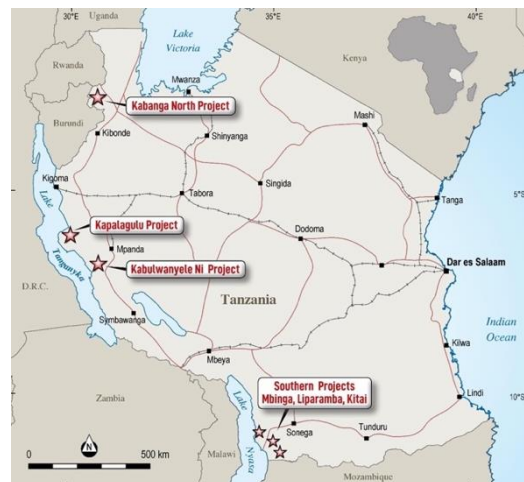 30°E
35°E
40°E
Uganda
Lake
Victoria
Kenya
Rwanda
Mwanza
Kabanga North Project
Mashi
Burundi
Kibonde
Shinyanga
Kigoma
Tabora
Singida
5°S
Tanga
Lake
Kapalagulu Project
Dodoma
Mpanda
Dar es Salaam
Kabulwanyele Ni Project
Tanganyka
D.R.C.
Tanzania
Symbawanga
Indian
Ocean
Kilwa
Mbeya
Southern Projects
Mbinga, Liparamba, Kitai
Lindi
10°S
Zambia
Lake
Nyasa
Sonega
Tunduru
N
0
500 km
Malawi
Mozambique